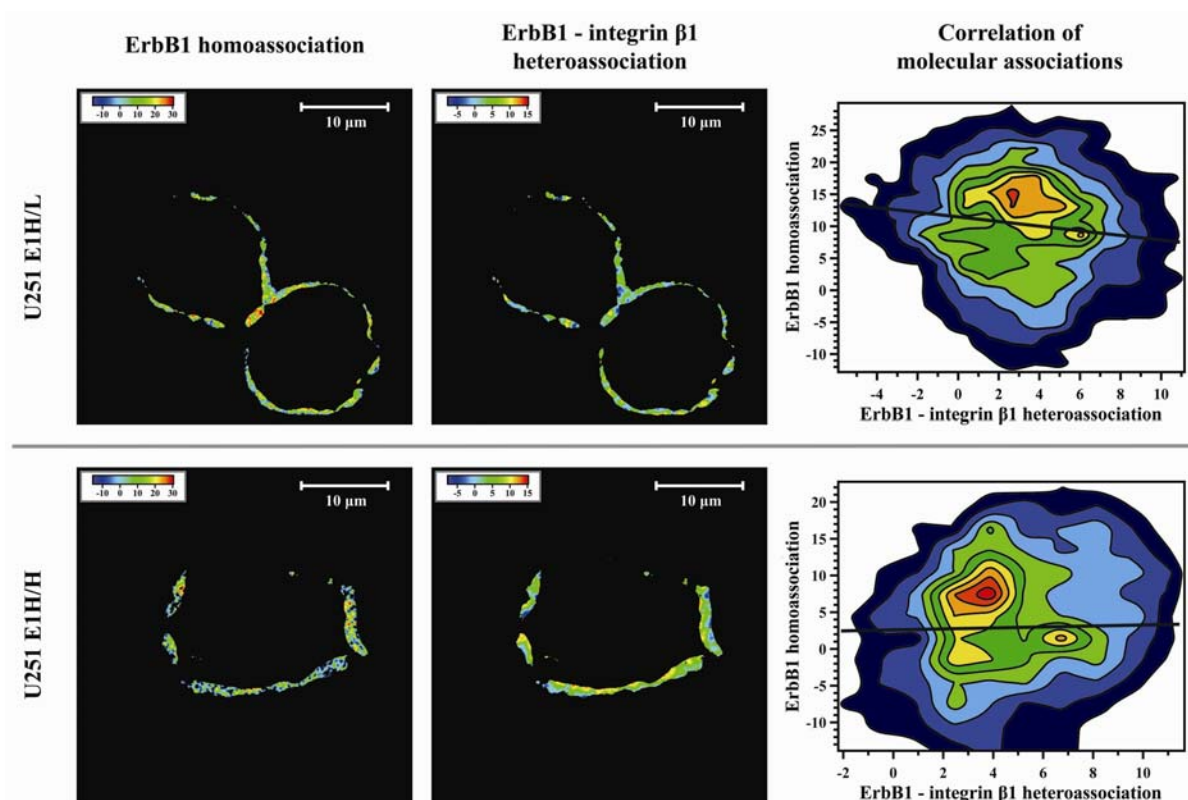 ErbB1 homoassociation
ErbB1 - integrin β1
heteroassociation
Correlation of
molecular associations
U251 E1H/L
-10 0 10 20 30
10 µm
-5 0 5 10 15
10 µm
ErbB1 homoassociation
25
20
15
10
5
0
-5
-10
-4 -2 0 2 4 6 8 10
ErbB1 - integrin β1 heteroassociation
U251 E1H/H
-10 0 10 20 30
10 µm
-5 0 5 10 15
10 µm
ErbB1 homoassociation
20
15
10
5
0
-5
-10
-2 0 2 4 6 8 10
ErbB1 - integrin β1 heteroassociation